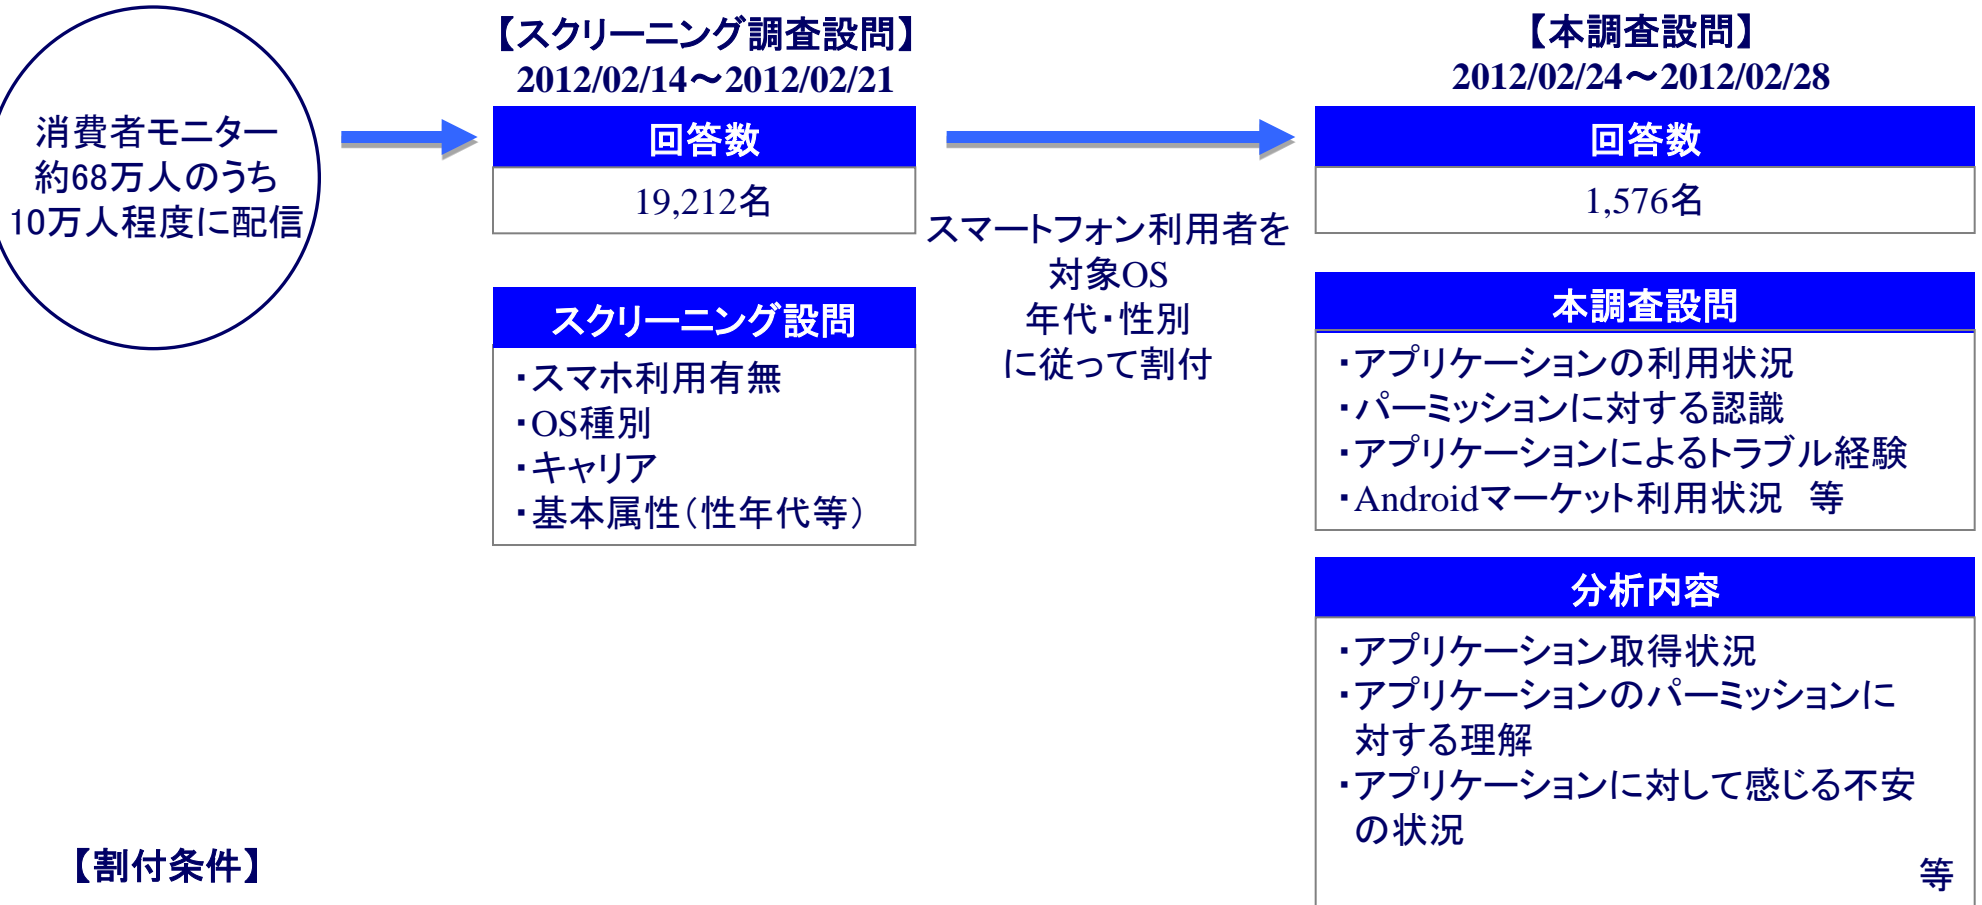 消費者モニター
約68万人のうち
10万人程度に配信
【スクリーニング調査設問】
2012/02/14～2012/02/21
回答数
19,212名
スクリーニング設問
・スマホ利用有無
・OS種別
・キャリア
・基本属性（性年代等）
スマートフォン利用者を
対象OS
年代・性別
に従って割付
【本調査設問】
2012/02/24～2012/02/28
回答数
1,576名
本調査設問
・アプリケーションの利用状況
・パーミッションに対する認識
・アプリケーションによるトラブル経験
・Androidマーケット利用状況　等
分析内容
・アプリケーション取得状況
・アプリケーションのパーミッションに
対する理解
・アプリケーションに対して感じる不安
の状況
等
【割付条件】